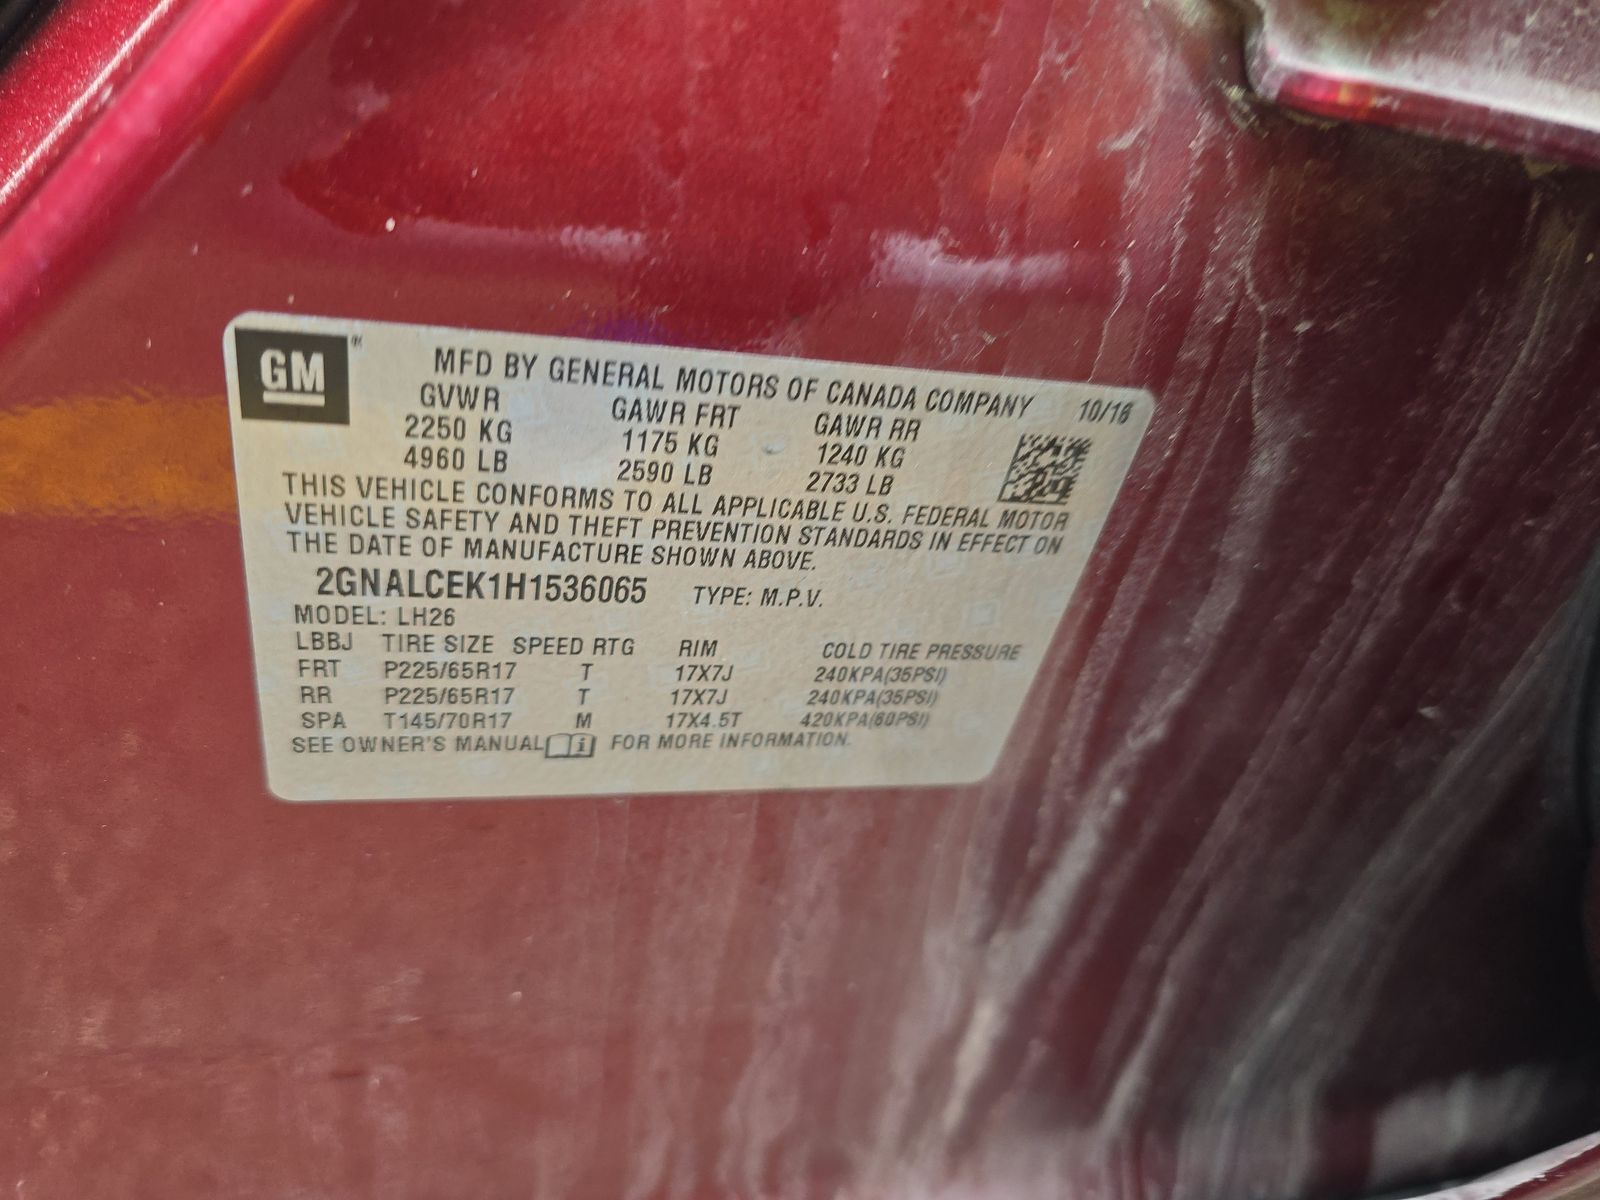 GM
MFD BY GENERAL MOTORS OF CANADA COMPANY 10/16
GVWR GAWR FRT GAWR RR
2250 KG 1175 KG 1240 KG
4960 LB 2590 LB 2733 LB
THIS VEHICLE CONFORMS TO ALL APPLICABLE U.S. FEDERAL MOTOR
VEHICLE SAFETY AND THEFT PREVENTION STANDARDS IN EFFECT ON
THE DATE OF MANUFACTURE SHOWN ABOVE.
2GNALCEK1H1536065 TYPE: M.P.V.
MODEL: LH26
LBBJ TIRE SIZE SPEED RTG RIM COLD TIRE PRESSURE
FRT P225/65R17 T 17X7J 240KPA(35PSI)
RR P225/65R17 T 17X7J 240KPA(35PSI)
SPA T145/70R17 M 17X4.5T 420KPA(60PSI)
SEE OWNER'S MANUAL FOR MORE INFORMATION.